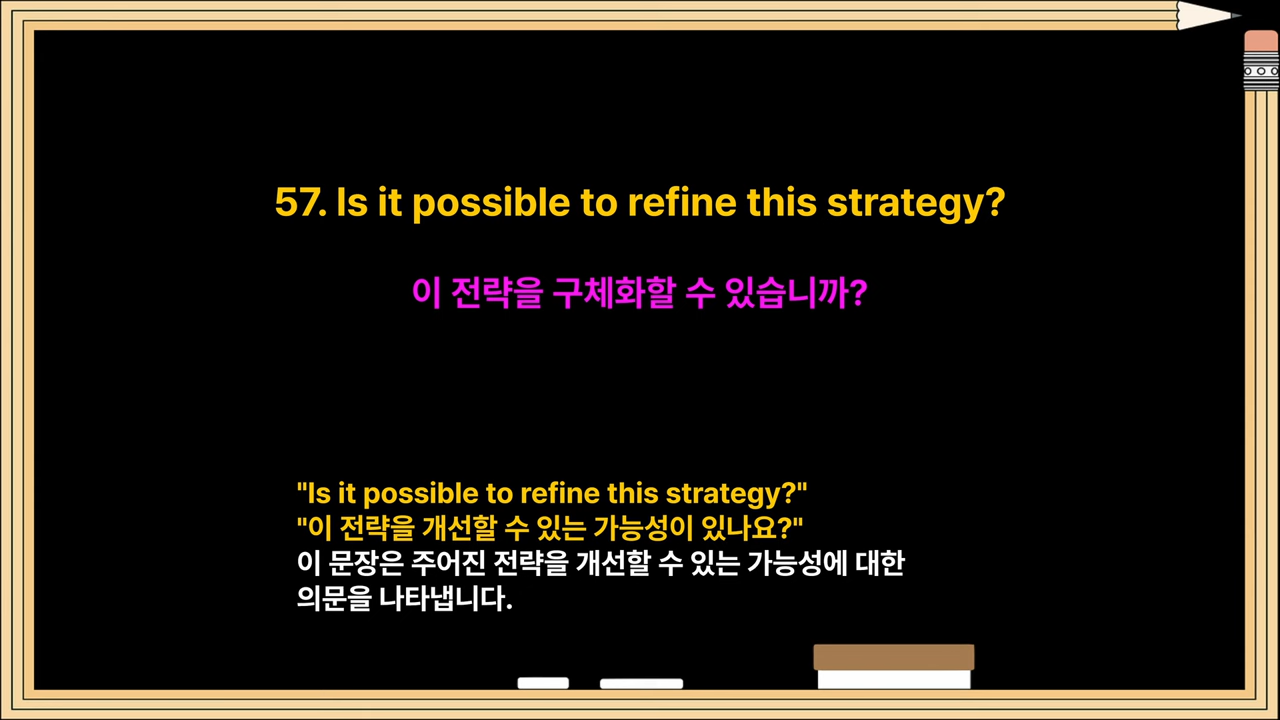 57. Is it possible to refine this strategy?
이 전략을 구체화할 수 있습니까?
"Is it possible to refine this strategy?"
"이 전략을 개선할 수 있는 가능성이 있나요?"
이 문장은 주어진 전략을 개선할 수 있는 가능성에 대한
의문을 나타냅니다.